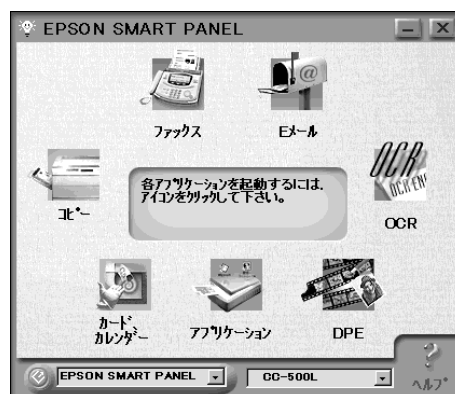 EPSON SMART PANEL
ファックス
Eメール
コピー
各アプリケーションを起動するには、
アイコンをクリックして下さい。
OCR
OCR
OCR EN
カード
カレンダー
アプリケーション
DPE
EPSON SMART PANEL
CC-500L
ヘルプ